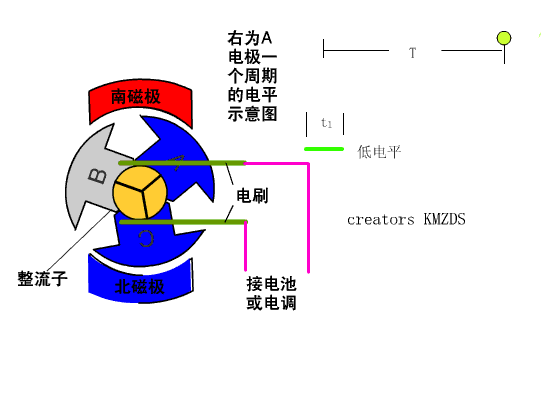 右为A
电极一
个周期
的电平
示意图
T
南磁极
t1
低电平
A
B
电刷
creators KMZDS
C
整流子
北磁极
接电池
或电调